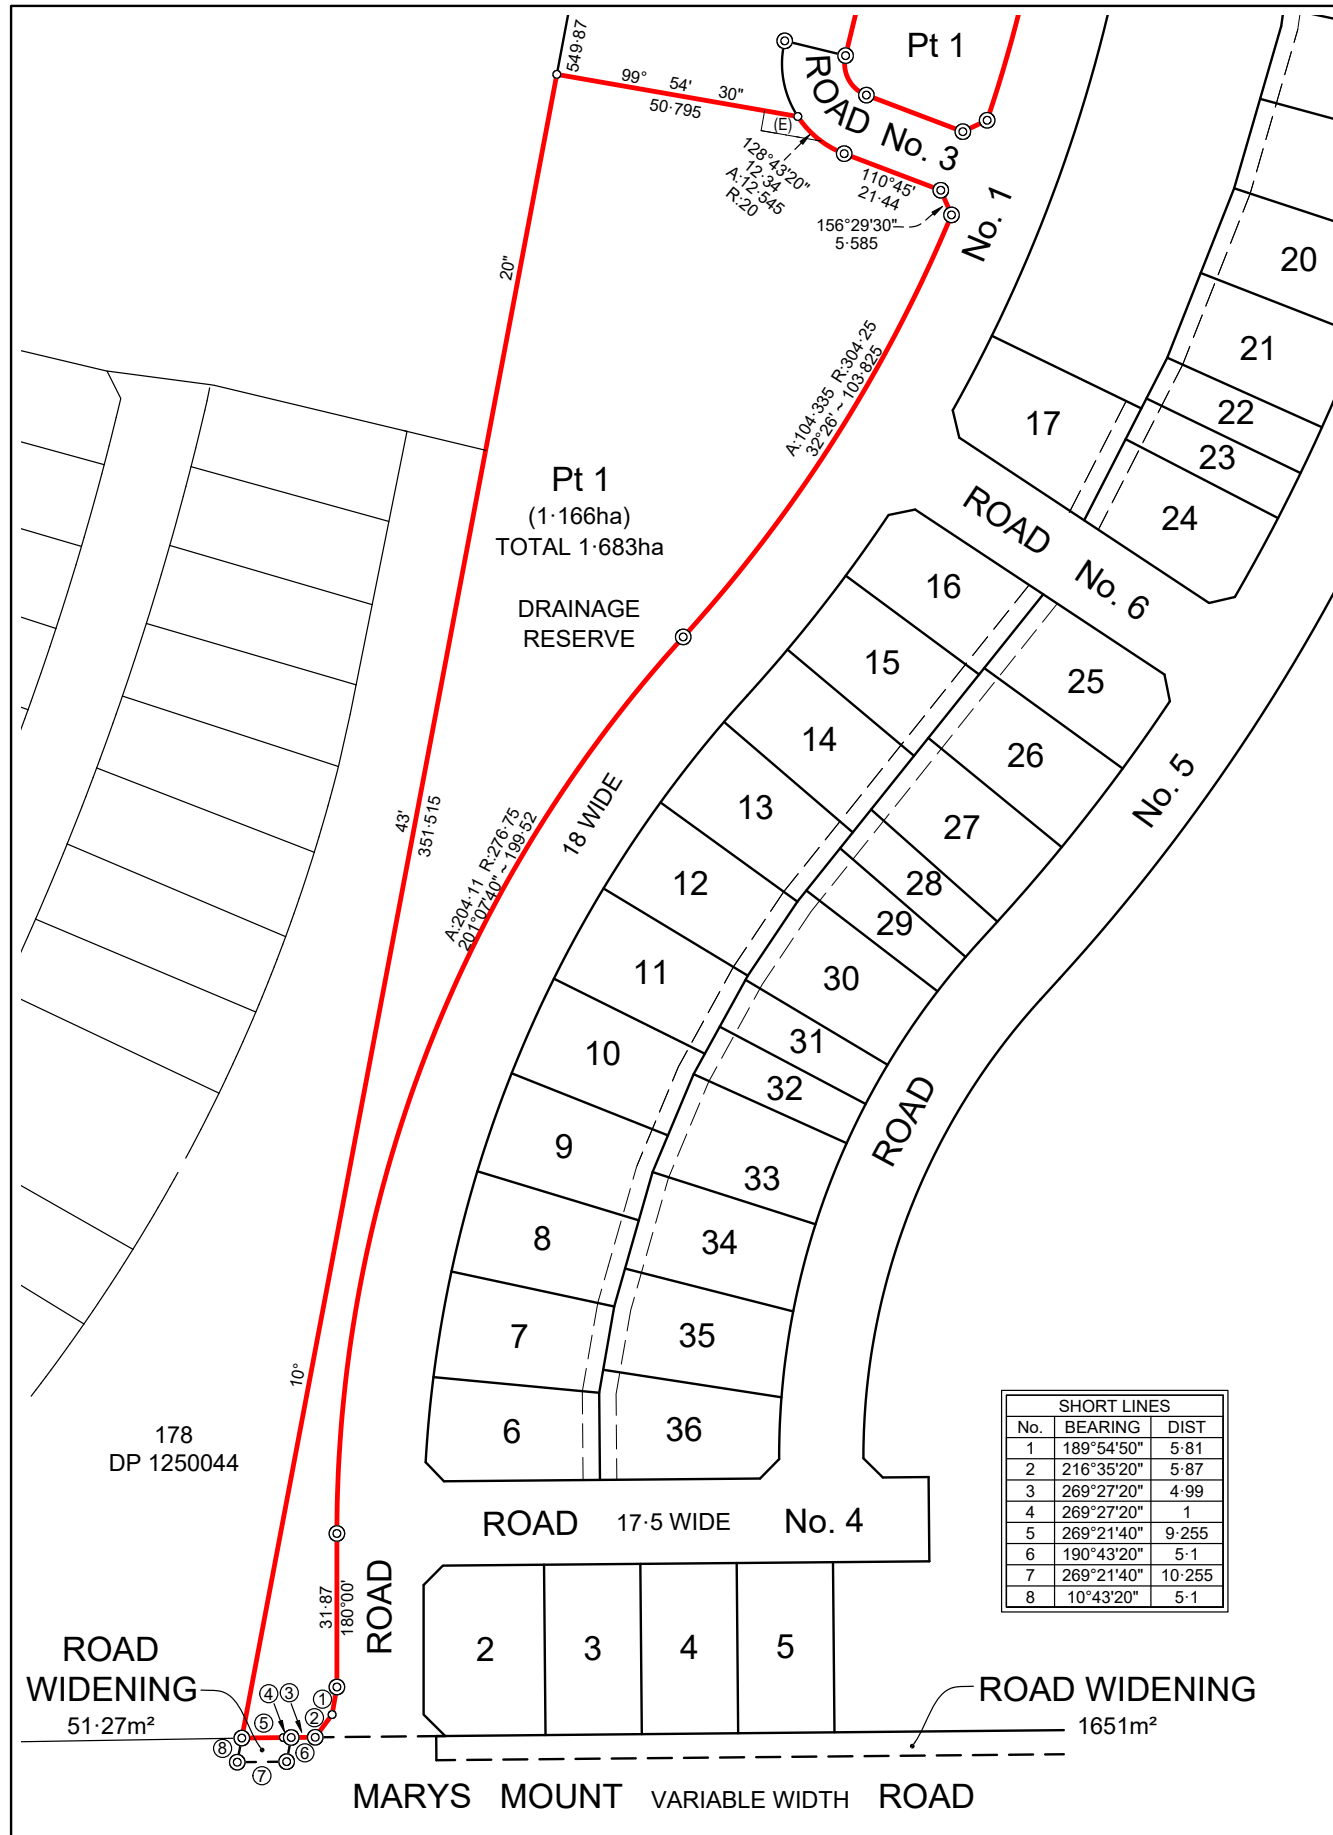 549·87
Pt 1
99° 54' 30"
50·795
(E)
ROAD No. 3
128°43'20"
12·34
A:12·545
R:20
110°45'
21·44
156°29'30"
5·585
No. 1
20"
20
21
22
23
24
17
A:104·335 R:304·25
32°26' ~ 103·825
Pt 1
(1·166ha)
TOTAL 1·683ha
DRAINAGE
RESERVE
ROAD No. 6
16
15
14
13
12
11
10
9
8
7
6
25
26
27
28
29
30
31
32
33
34
35
36
No. 5
ROAD
18 WIDE
43'
351·515
A:204·11 R:276·75
201°07'40" ~ 199·52
10°
178
DP 1250044
SHORT LINES
No. BEARING DIST
1 189°54'50" 5·81
2 216°35'20" 5·87
3 269°27'20" 4·99
4 269°27'20" 1
5 269°21'40" 9·255
6 190°43'20" 5·1
7 269°21'40" 10·255
8 10°43'20" 5·1
ROAD 17·5 WIDE No. 4
31·87
180°00'
ROAD
2
3
4
5
ROAD
WIDENING
51·27m²
4
3
1
2
5
6
8
7
ROAD WIDENING
1651m²
MARYS MOUNT VARIABLE WIDTH ROAD